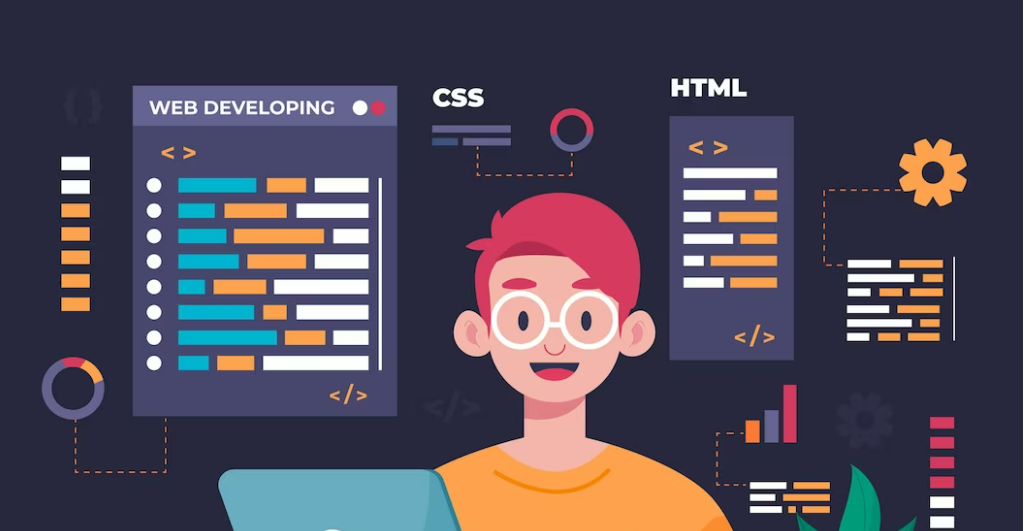 WEB DEVELOPING
CSS
HTML
{ }
< >
< >
</>
</>
</>